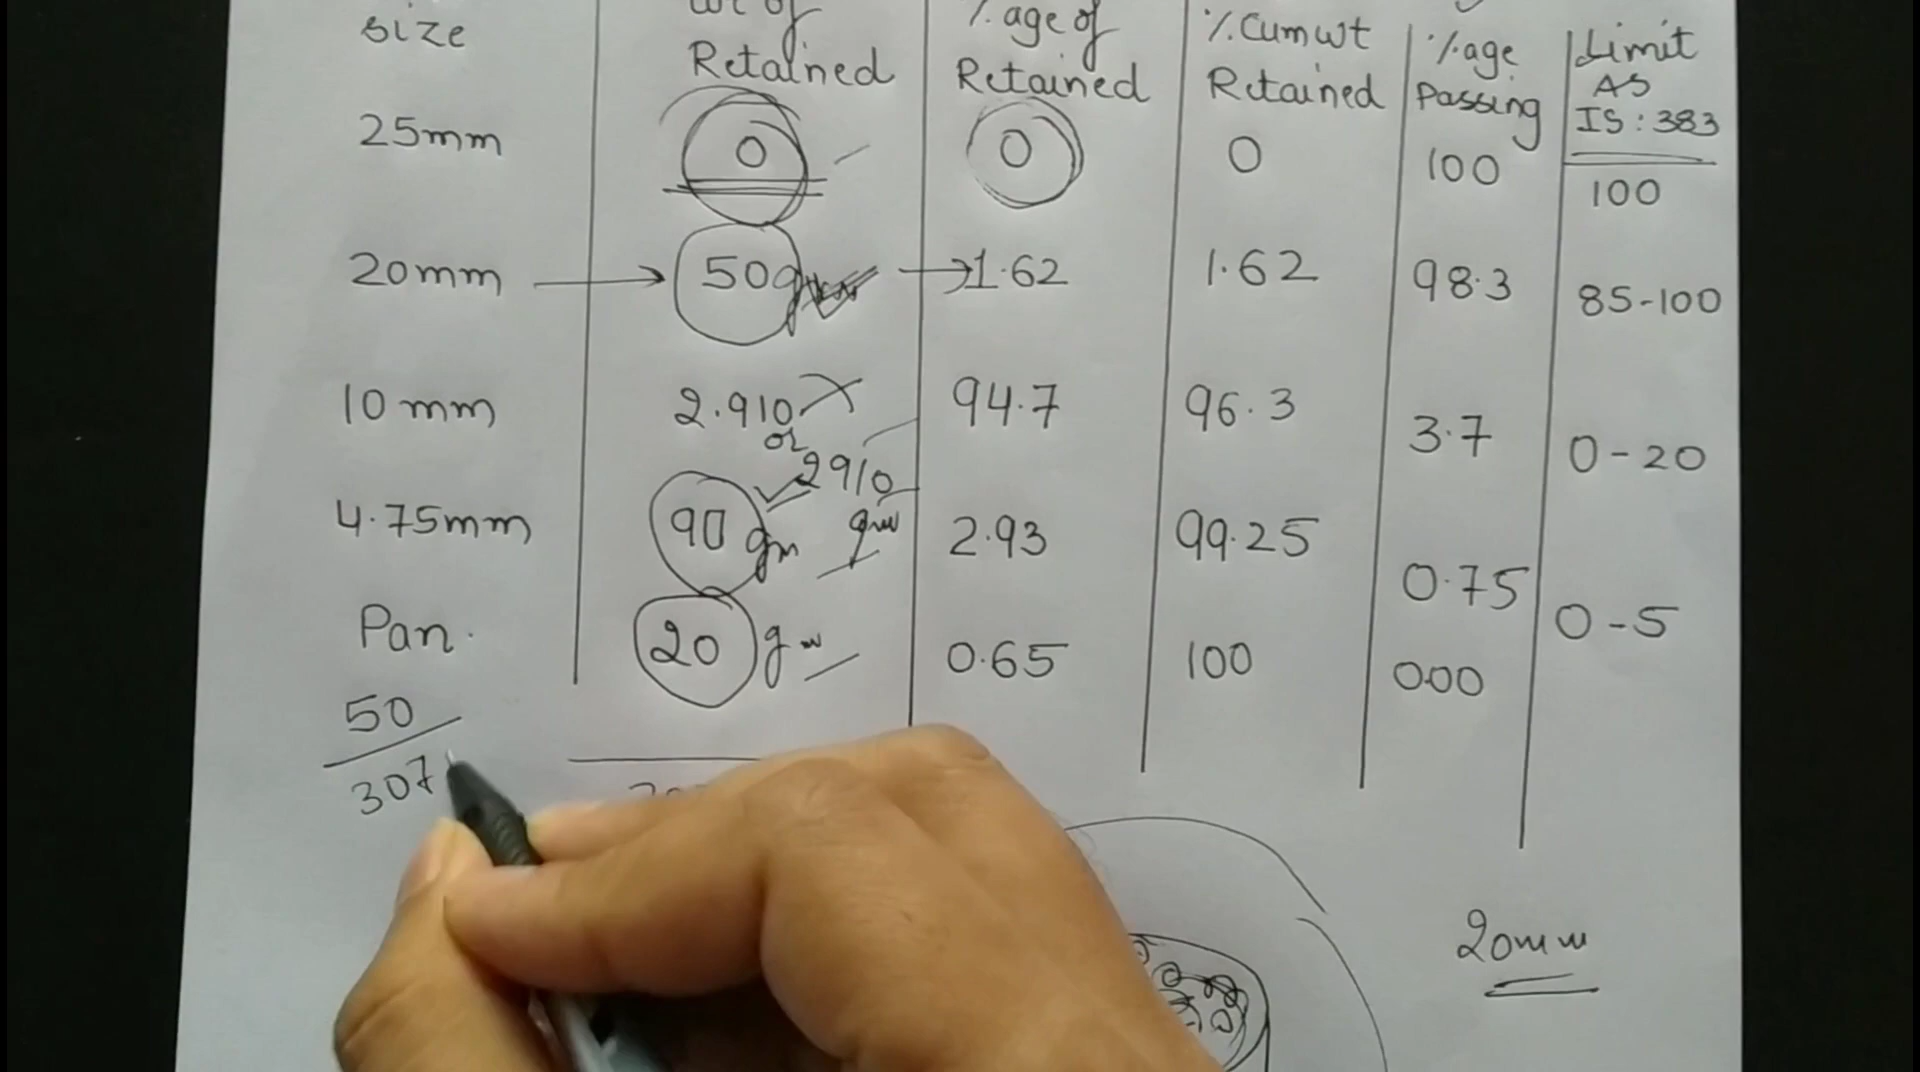 size Retained %age of Retained %Cum wt Retained %age Passing Limit AS IS:383
25mm 0 0 0 100 100
20mm → 50gm → 1.62 1.62 98.3 85-100
10mm 2.910 94.7 96.3 3.7 0-20
or
2910
gm
4.75mm 90 gm 2.93 99.25 0.75 0-5
Pan. 20 gm 0.65 100 000
50
307
20mm